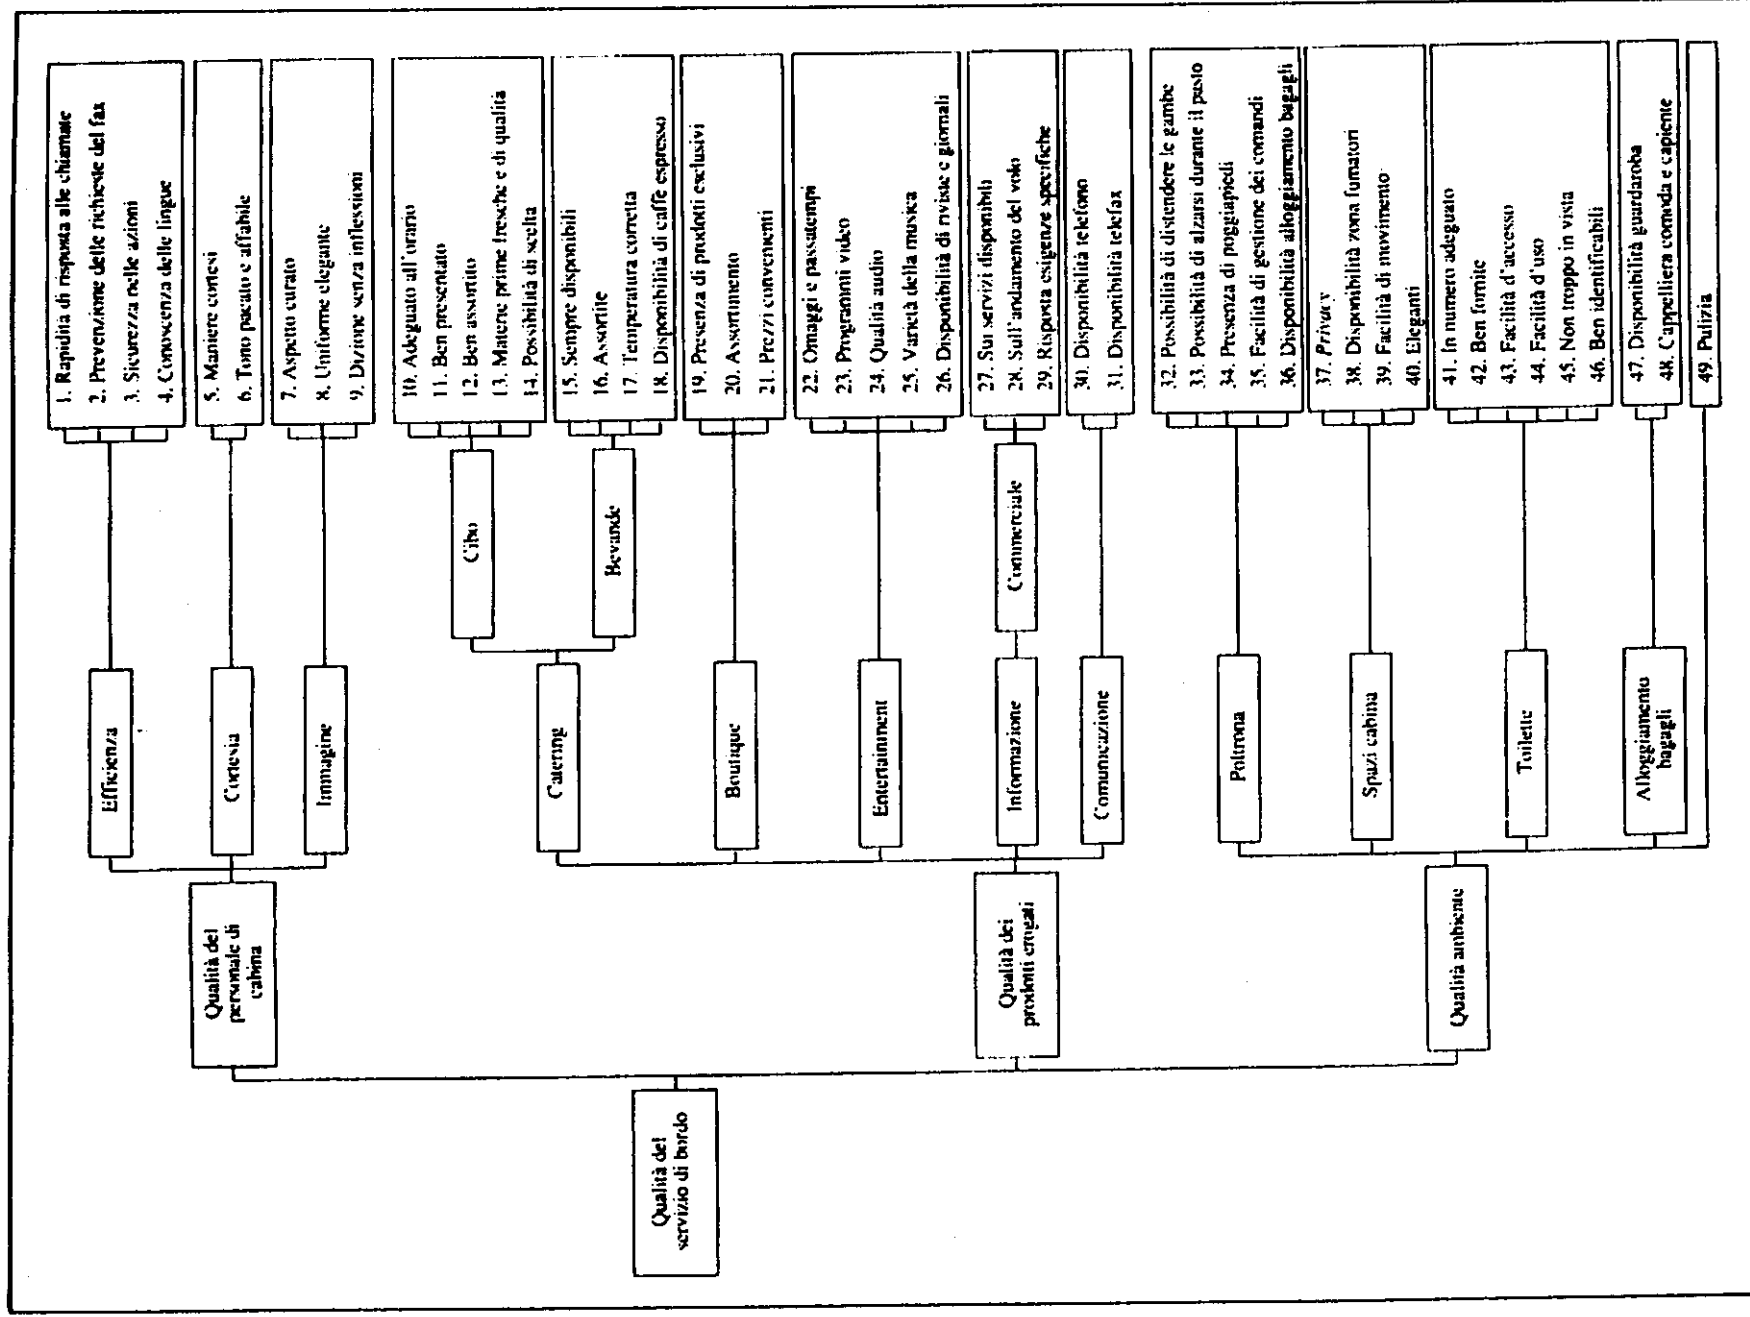 Qualità del
servizio di bordo
Qualità del
personale di
cabina
Efficienza
1. Rapidità di risposta alle chiamate
2. Prevenzione delle richieste del fax
3. Sicurezza nelle azioni
4. Conoscenza delle lingue
Cortesia
5. Maniere cortesi
6. Tono pacato e affabile
Immagine
7. Aspetto curato
8. Uniforme elegante
9. Dizione senza inflessioni
Qualità dei
prodotti erogati
Catering
Cibo
10. Adeguato all'orario
11. Ben presentato
12. Ben assortito
13. Materie prime fresche e di qualità
14. Possibilità di scelta
Bevande
15. Sempre disponibili
16. Assortite
17. Temperatura corretta
18. Disponibilità di caffè espresso
Boutique
19. Presenza di prodotti esclusivi
20. Assortimento
21. Prezzi convenienti
Entertainment
22. Omaggi e passatempi
23. Programmi video
24. Qualità audio
25. Varietà della musica
26. Disponibilità di riviste e giornali
Informazione
Commerciale
27. Sui servizi disponibili
28. Sull'andamento del volo
29. Risposta esigenze specifiche
Comunicazione
30. Disponibilità telefono
31. Disponibilità telefax
Qualità ambiente
Poltrona
32. Possibilità di distendere le gambe
33. Possibilità di alzarsi durante il pasto
34. Presenza di poggiapiedi
35. Facilità di gestione dei comandi
36. Disponibilità alloggiamento bagagli
Spazi cabina
37. Privacy
38. Disponibilità zona fumatori
39. Facilità di movimento
40. Eleganti
Toilette
41. In numero adeguato
42. Ben fornite
43. Facilità d'accesso
44. Facilità d'uso
45. Non troppo in vista
46. Ben identificabili
Alloggiamento
bagagli
47. Disponibilità guardaroba
48. Cappelliera comoda e capiente
49. Pulizia